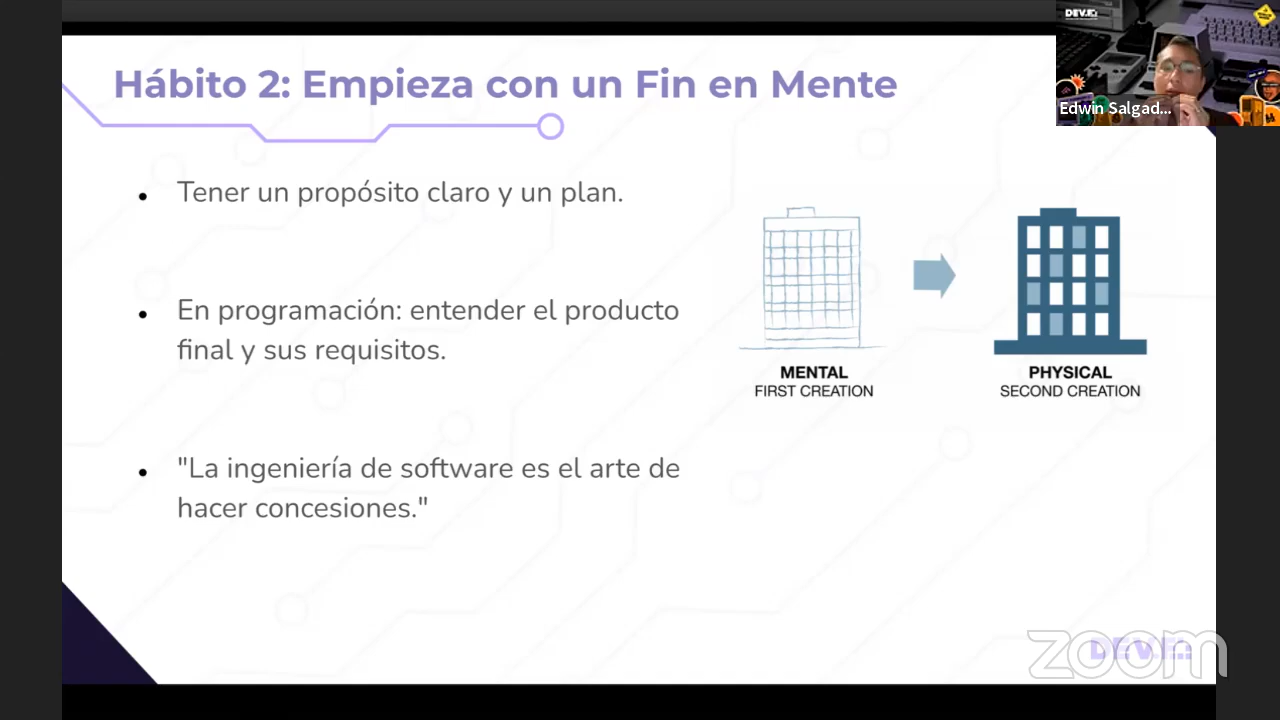 Hábito 2: Empieza con un Fin en Mente
DEV.F.:
Edwin Salgad...
Tener un propósito claro y un plan.
En programación: entender el producto
final y sus requisitos.
"La ingeniería de software es el arte de
hacer concesiones."
MENTAL
FIRST CREATION
PHYSICAL
SECOND CREATION
DEV.F.:
zoom